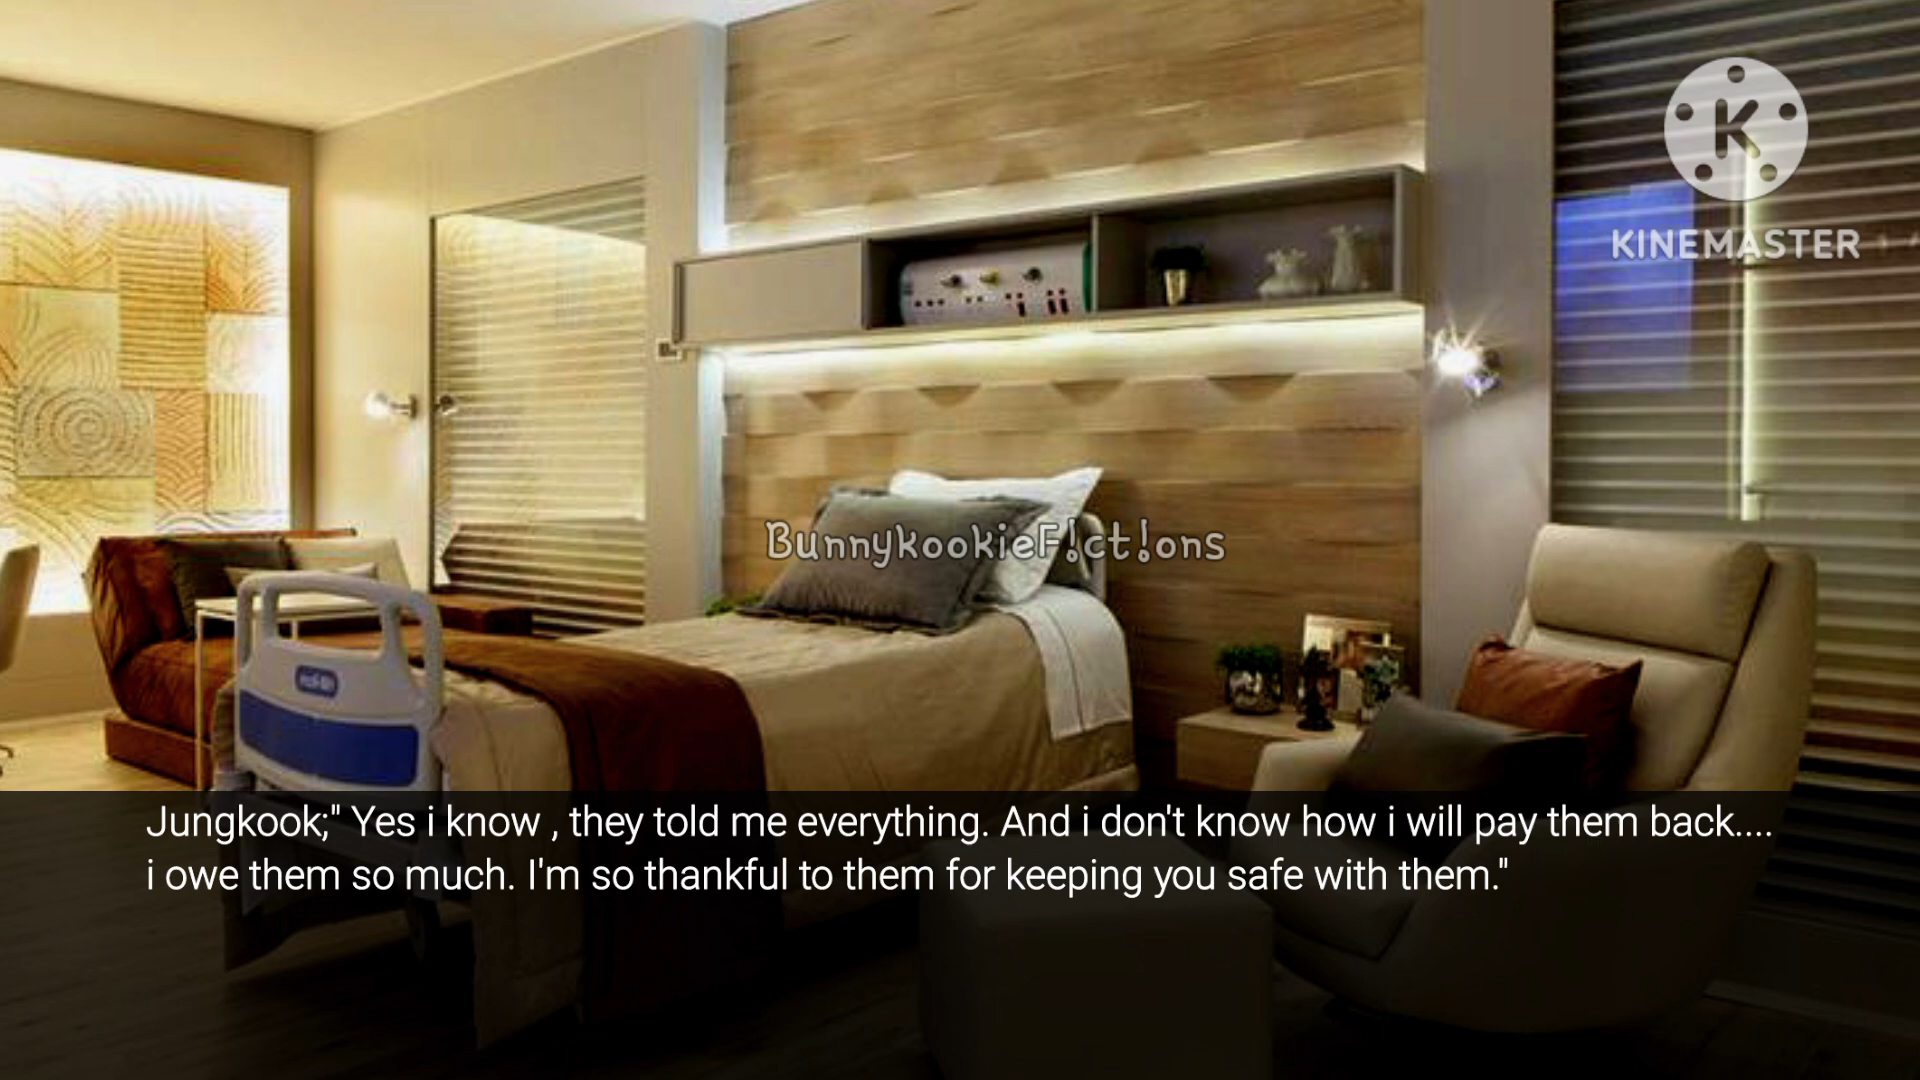 KINEMASTER
BunnykookieF!ct!ons
Jungkook;" Yes i know , they told me everything. And i don't know how i will pay them back....
i owe them so much. I'm so thankful to them for keeping you safe with them."